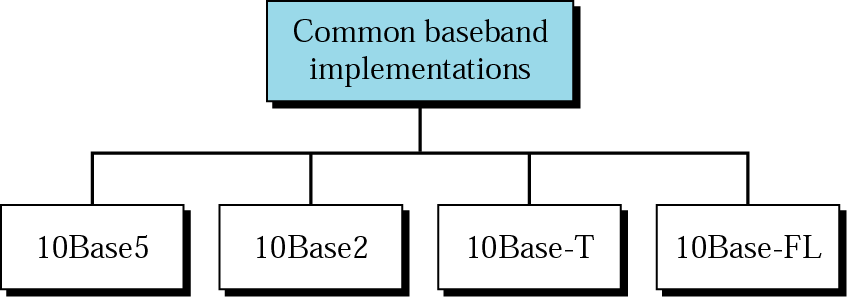 Common baseband
implementations
10Base5
10Base2
10Base-T
10Base-FL